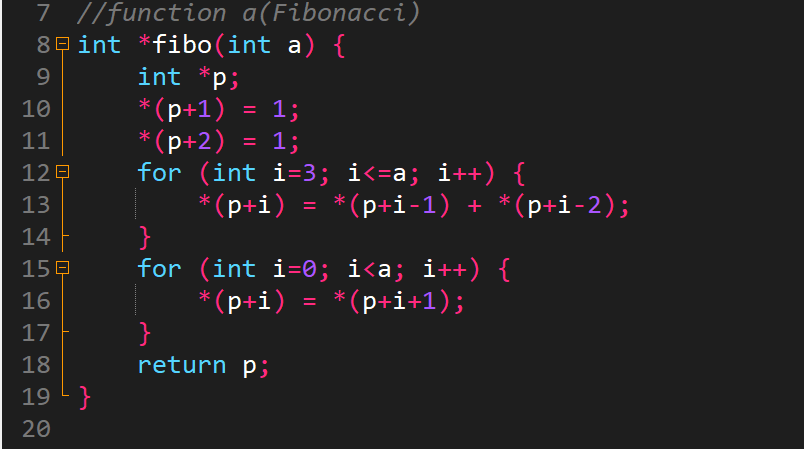 7 //function a(Fibonacci)
8 int *fibo(int a) {
9     int *p;
10     *(p+1) = 1;
11     *(p+2) = 1;
12     for (int i=3; i<=a; i++) {
13         *(p+i) = *(p+i-1) + *(p+i-2);
14     }
15     for (int i=0; i<a; i++) {
16         *(p+i) = *(p+i+1);
17     }
18     return p;
19 }
20